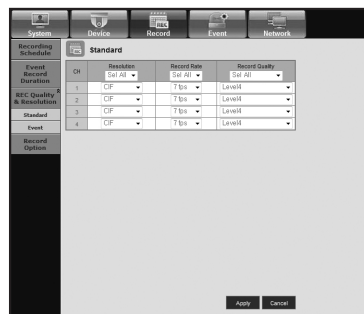 System Device Record Event Network
REC
Recording
Schedule
Event
Record
Duration
REC Quality
& Resolution
Standard
Event
Record
Option
Standard
CH Resolution Record Rate Record Quality
Sel All Sel All Sel All
1 CIF 7 fps Level4
2 CIF 7 fps Level4
3 CIF 7 fps Level4
4 CIF 7 fps Level4
Apply Cancel